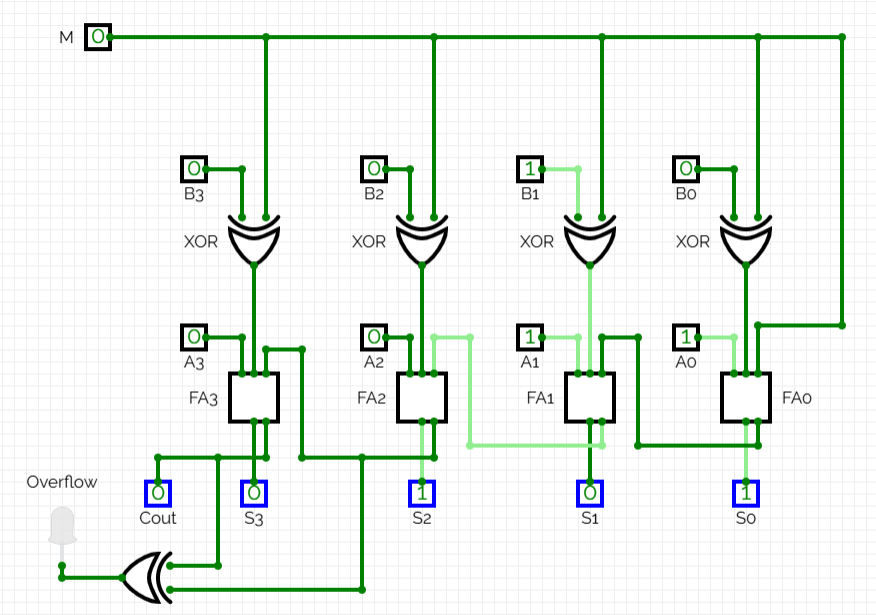 M 0
0 0 1 0
B3 B2 B1 B0
XOR XOR XOR XOR
0 0 1 1
A3 A2 A1 A0
FA3 FA2 FA1 FA0
Overflow
0 0 1 0 1
Cout S3 S2 S1 S0